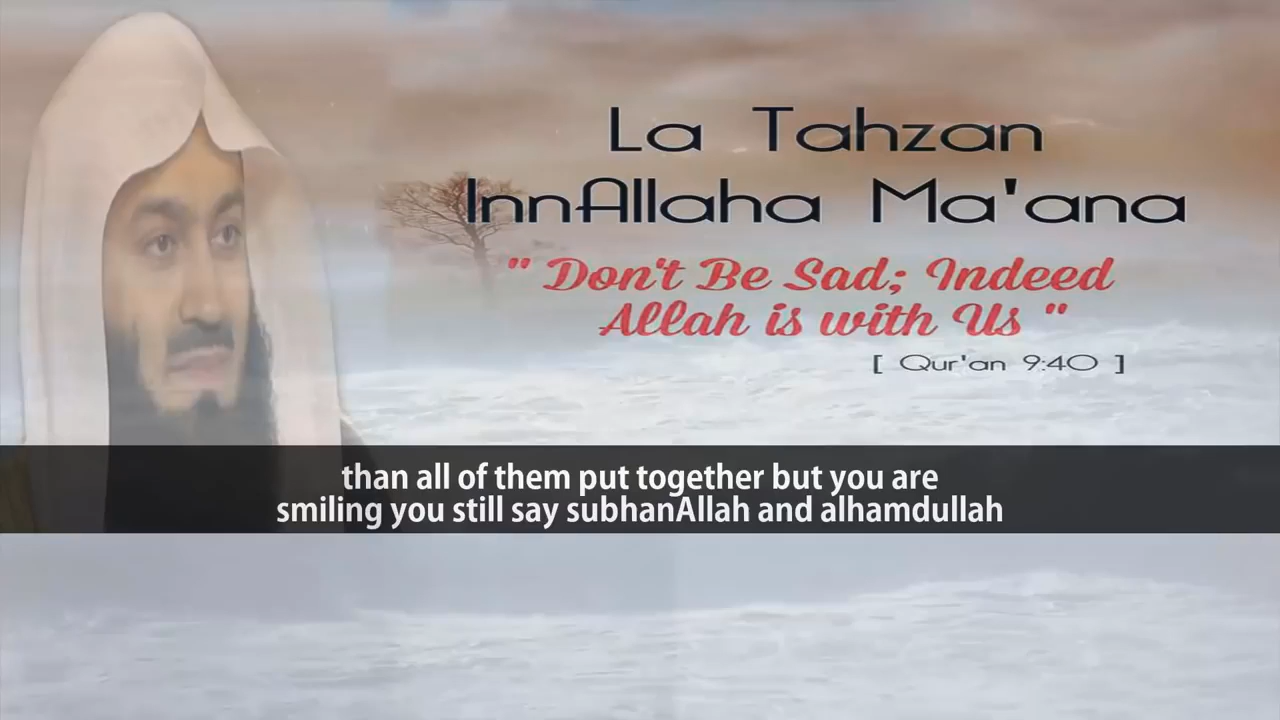 La Tahzan
InnAllaha Ma'ana
" Don't Be Sad; Indeed
Allah is with Us "
[ Qur'an 9:40 ]
than all of them put together but you are
smiling you still say subhanAllah and alhamdullah